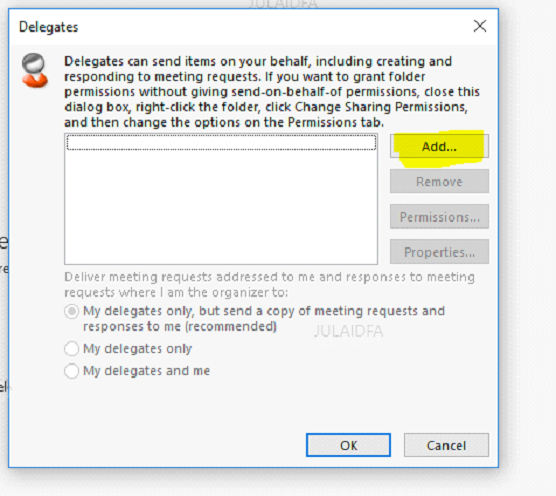 JULAIDFA
Delegates
Delegates can send items on your behalf, including creating and
responding to meeting requests. If you want to grant folder
permissions without giving send-on-behalf-of permissions, close this
dialog box, right-click the folder, click Change Sharing Permissions,
and then change the options on the Permissions tab.
Add...
Remove
Permissions...
Properties...
Deliver meeting requests addressed to me and responses to meeting
requests where I am the organizer to:
My delegates only, but send a copy of meeting requests and
responses to me (recommended)
JULAIDFA
My delegates only
My delegates and me
OK
Cancel